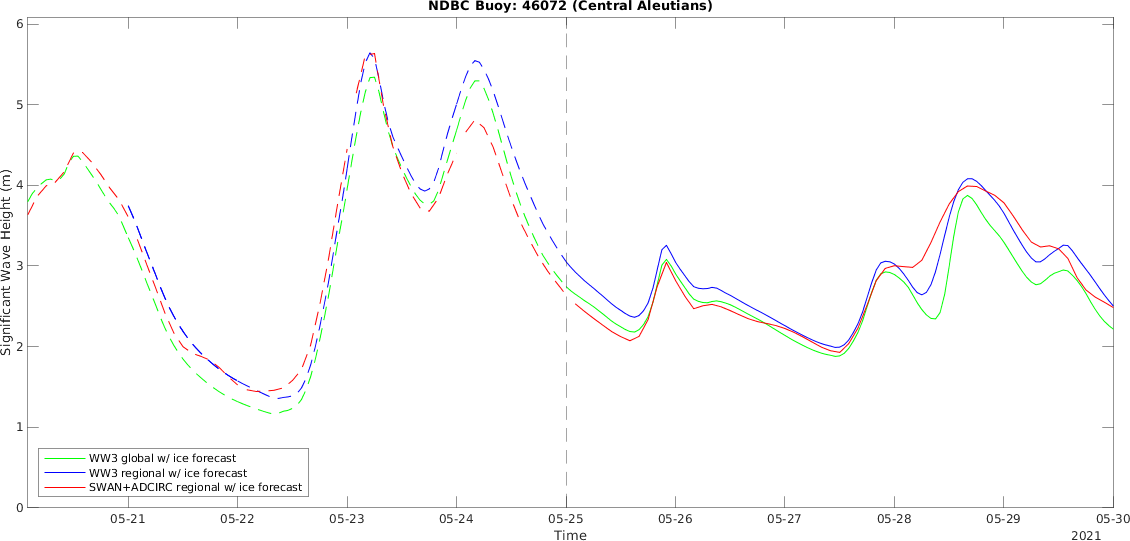 NDBC Buoy: 46072 (Central Aleutians)
6
5
4
3
2
1
0
Significant Wave Height (m)
WW3 global w/ ice forecast
WW3 regional w/ ice forecast
SWAN+ADCIRC regional w/ ice forecast
05-21 05-22 05-23 05-24 05-25 05-26 05-27 05-28 05-29 05-30
Time
2021